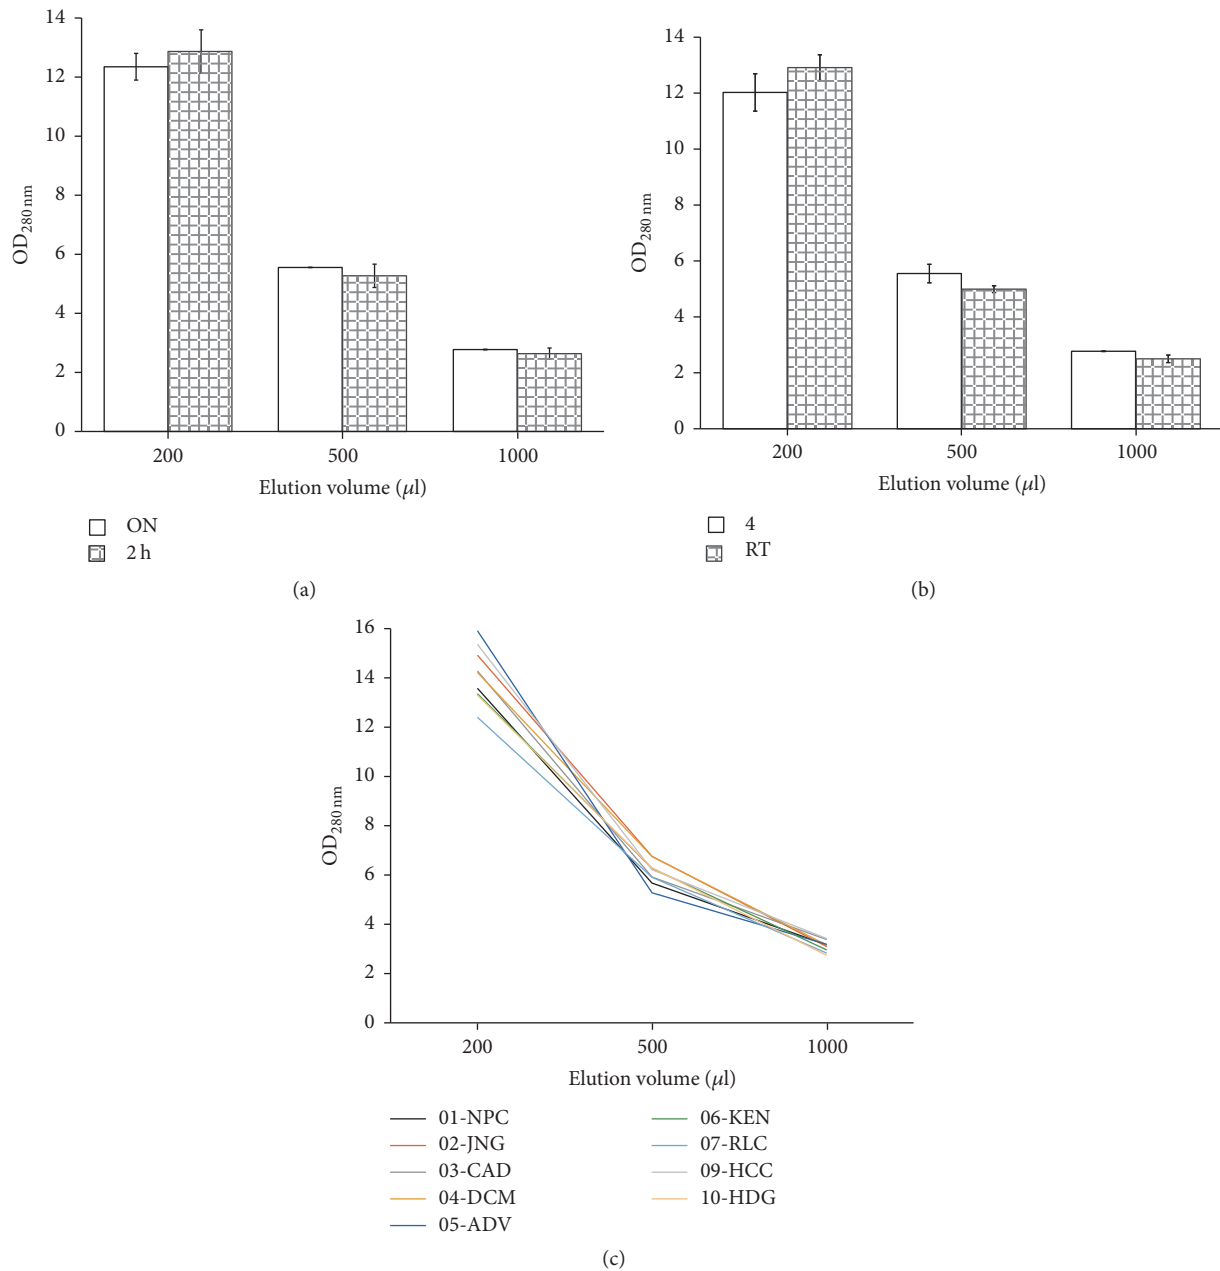 14
12
10
8
6
4
2
0
OD280 nm
200
500
1000
Elution volume (μl)
ON
2 h
(a)
14
12
10
8
6
4
2
0
OD280 nm
200
500
1000
Elution volume (μl)
4
RT
(b)
16
14
12
10
8
6
4
2
0
OD280 nm
200
500
1000
Elution volume (μl)
01-NPC
02-JNG
03-CAD
04-DCM
05-ADV
06-KEN
07-RLC
09-HCC
10-HDG
(c)